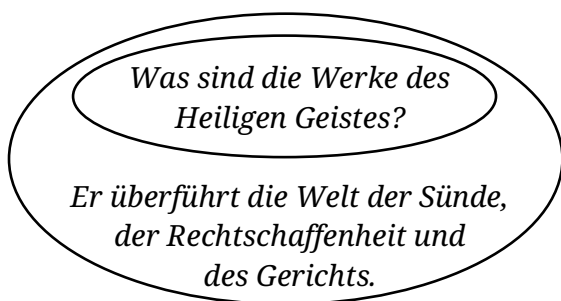 Was sind die Werke des
Heiligen Geistes?
Er überführt die Welt der Sünde,
der Rechtschaffenheit und
des Gerichts.